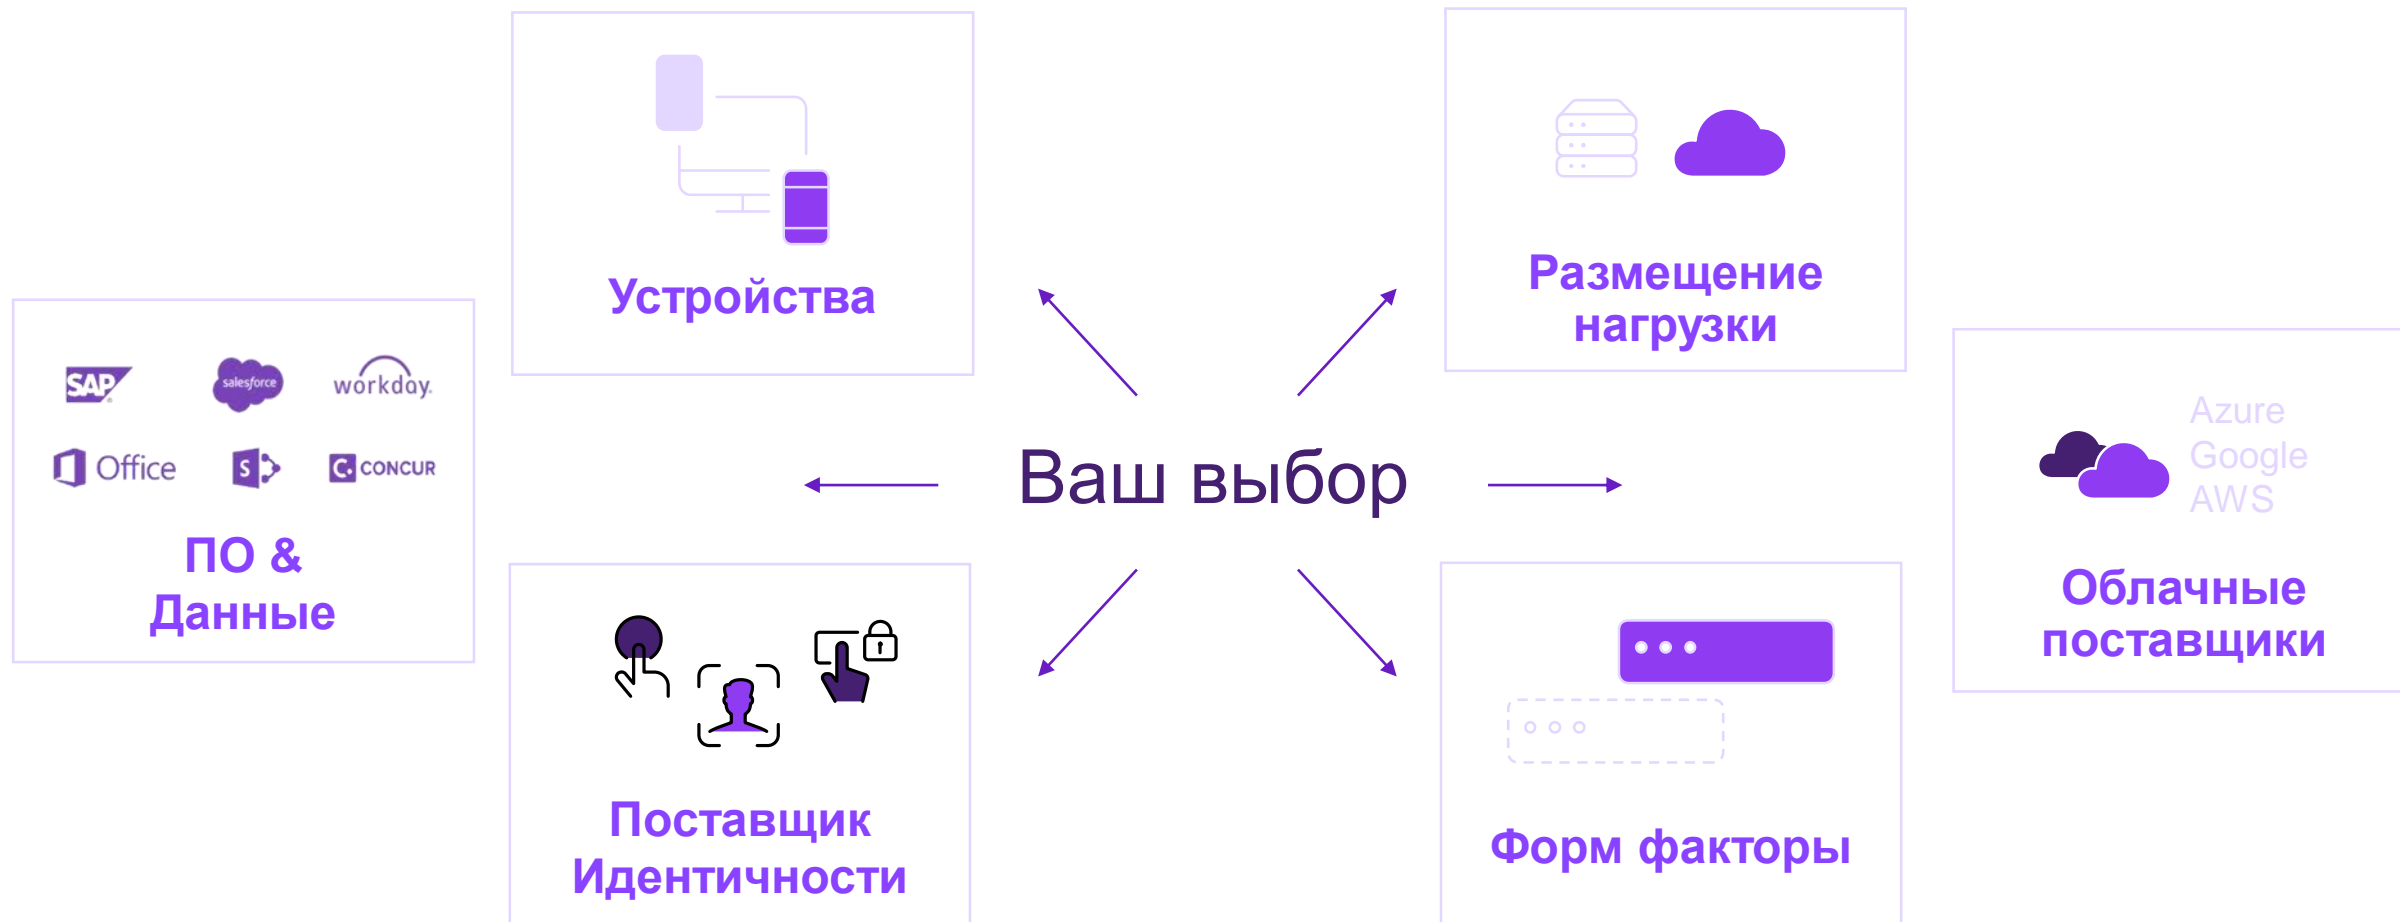 Устройства
Размещение
нагрузки
SAP
salesforce
workday.
Office
S
C. CONCUR
ПО &
Данные
Ваш выбор
Azure
Google
AWS
Облачные
поставщики
Поставщик
Идентичности
Форм факторы